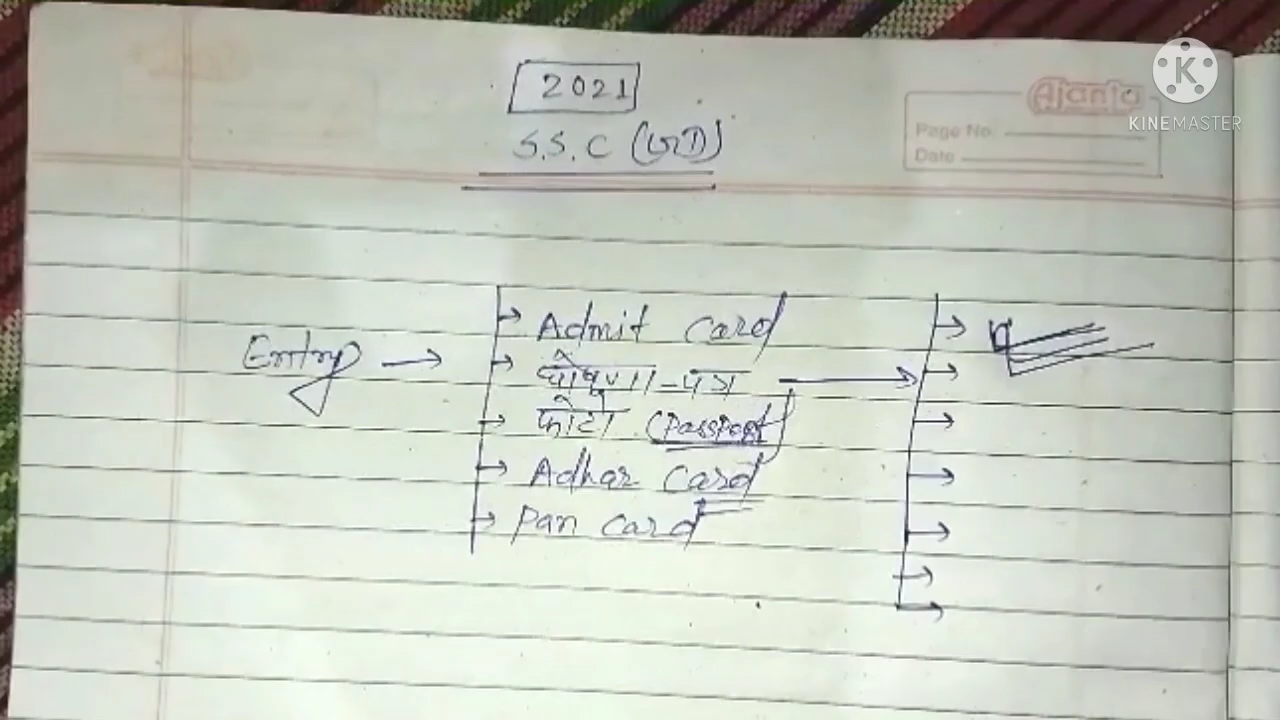 2021
S.S.C (GD)
Ajanta
Page No.
Date
K
KINEMASTER
Entry
Admit Card
घोषणा-पत्र
फोटो (Passport)
Adhar Card
Pan Card